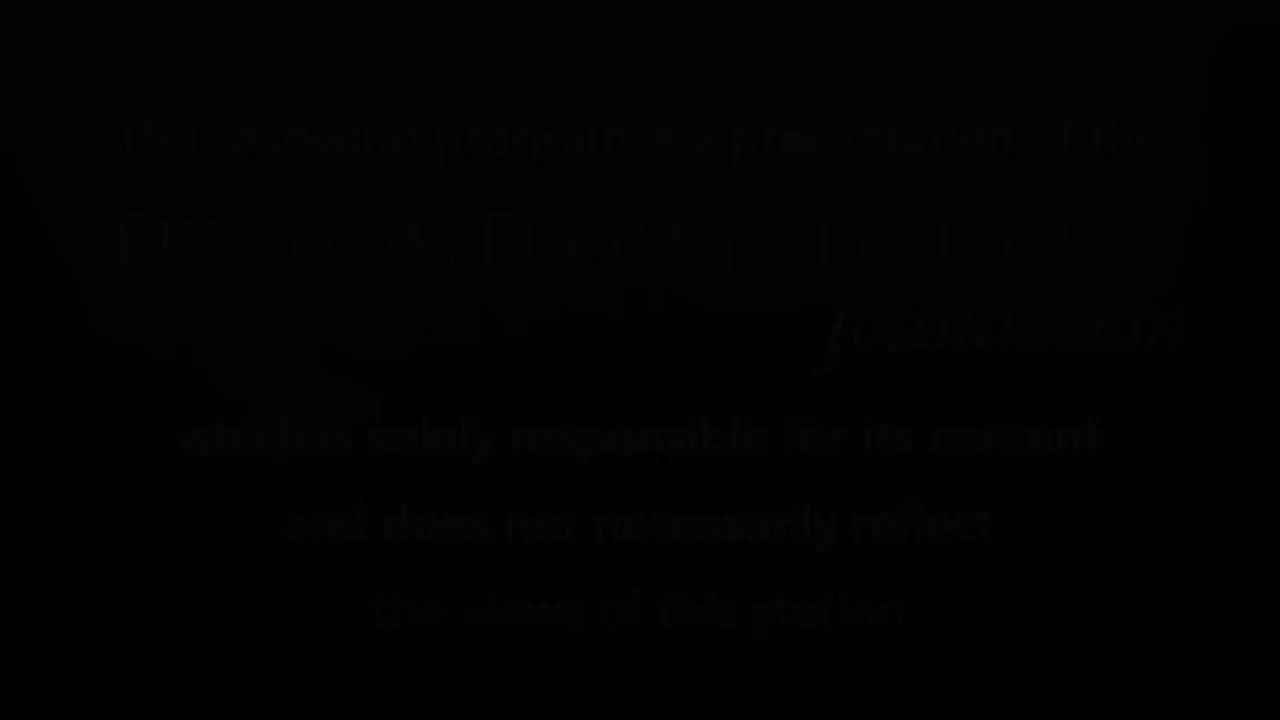 The following program is a presentation of the
FREEDOM FROM RELIGION
foundation
which is solely responsible for its content
and does not necessarily reflect
the views of this station